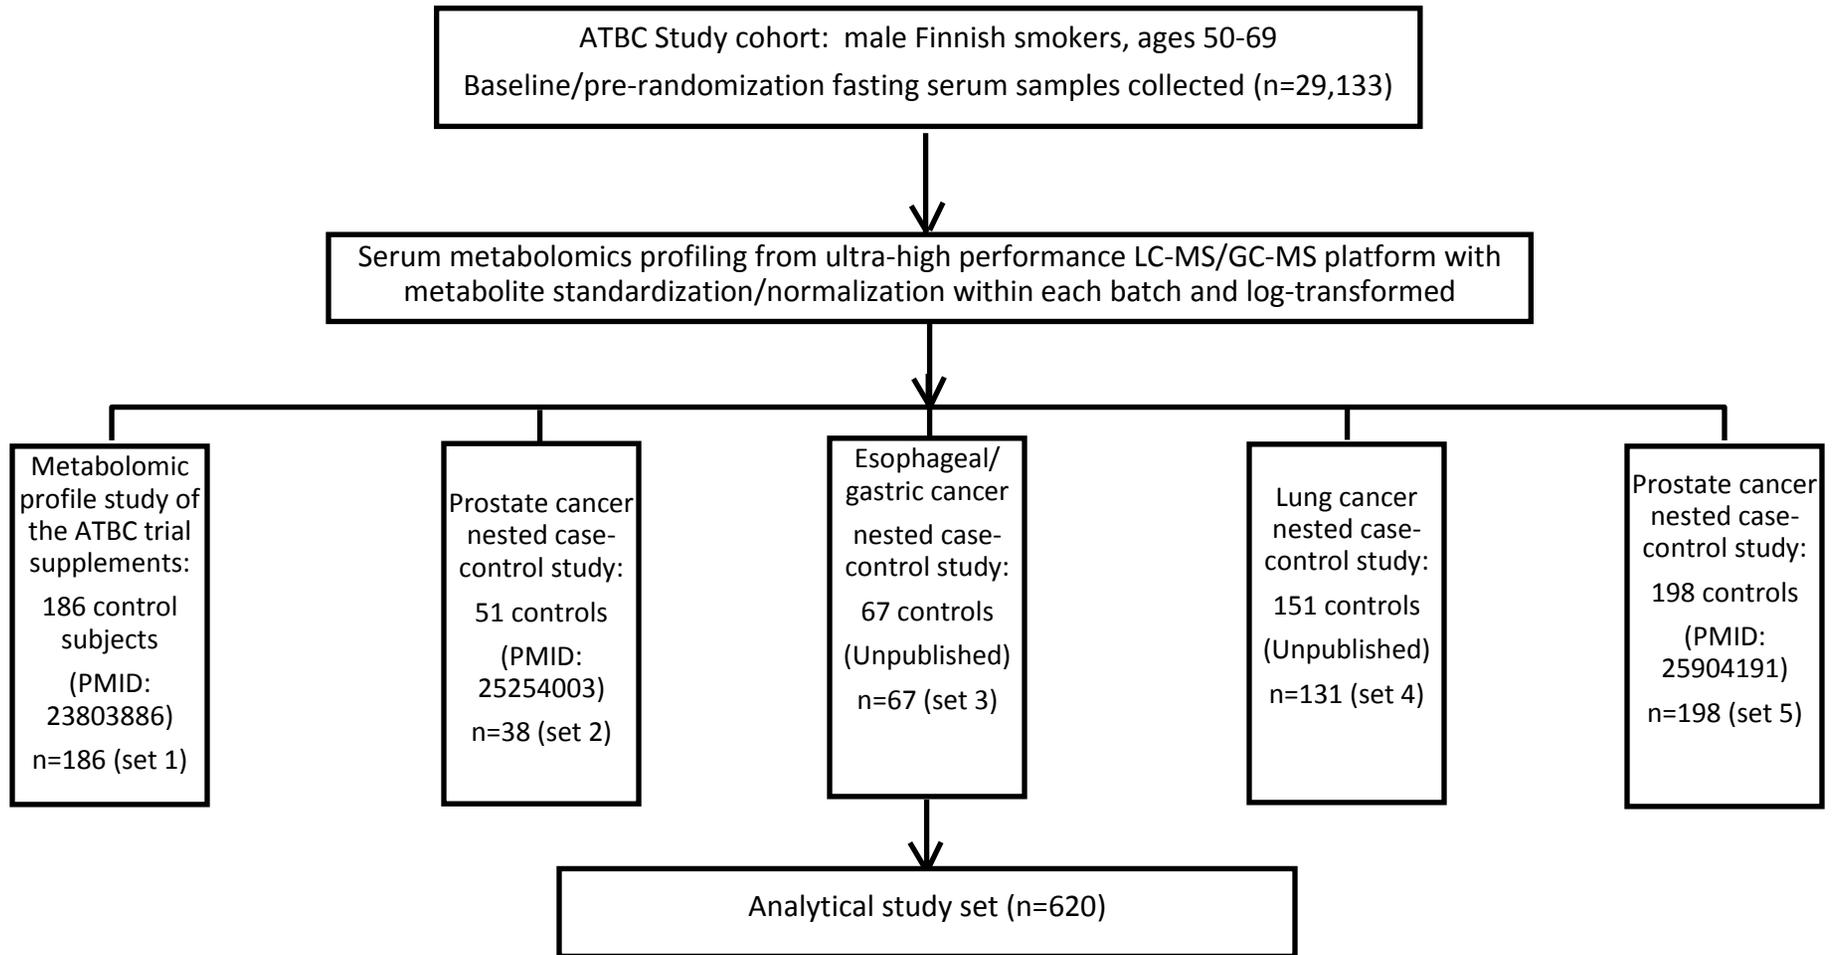 ATBC Study cohort:  male Finnish smokers, ages 50-69
Baseline/pre-randomization fasting serum samples collected (n=29,133)
Serum metabolomics profiling from ultra-high performance LC-MS/GC-MS platform with
metabolite standardization/normalization within each batch and log-transformed
Metabolomic
profile study of
the ATBC trial
supplements:
186 control
subjects
(PMID:
23803886)
n=186 (set 1)
Prostate cancer
nested case-
control study:
51 controls
(PMID:
25254003)
n=38 (set 2)
Esophageal/
gastric cancer
nested case-
control study:
67 controls
(Unpublished)
n=67 (set 3)
Lung cancer
nested case-
control study:
151 controls
(Unpublished)
n=131 (set 4)
Prostate cancer
nested case-
control study:
198 controls
(PMID:
25904191)
n=198 (set 5)
Analytical study set (n=620)